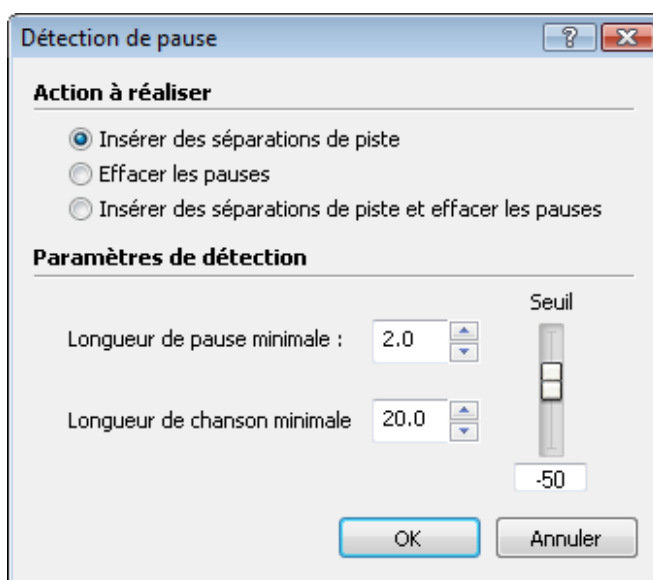 Détection de pause
Action à réaliser
Insérer des séparations de piste
Effacer les pauses
Insérer des séparations de piste et effacer les pauses
Paramètres de détection
Seuil
Longueur de pause minimale : 2.0
Longueur de chanson minimale 20.0
-50
OK Annuler